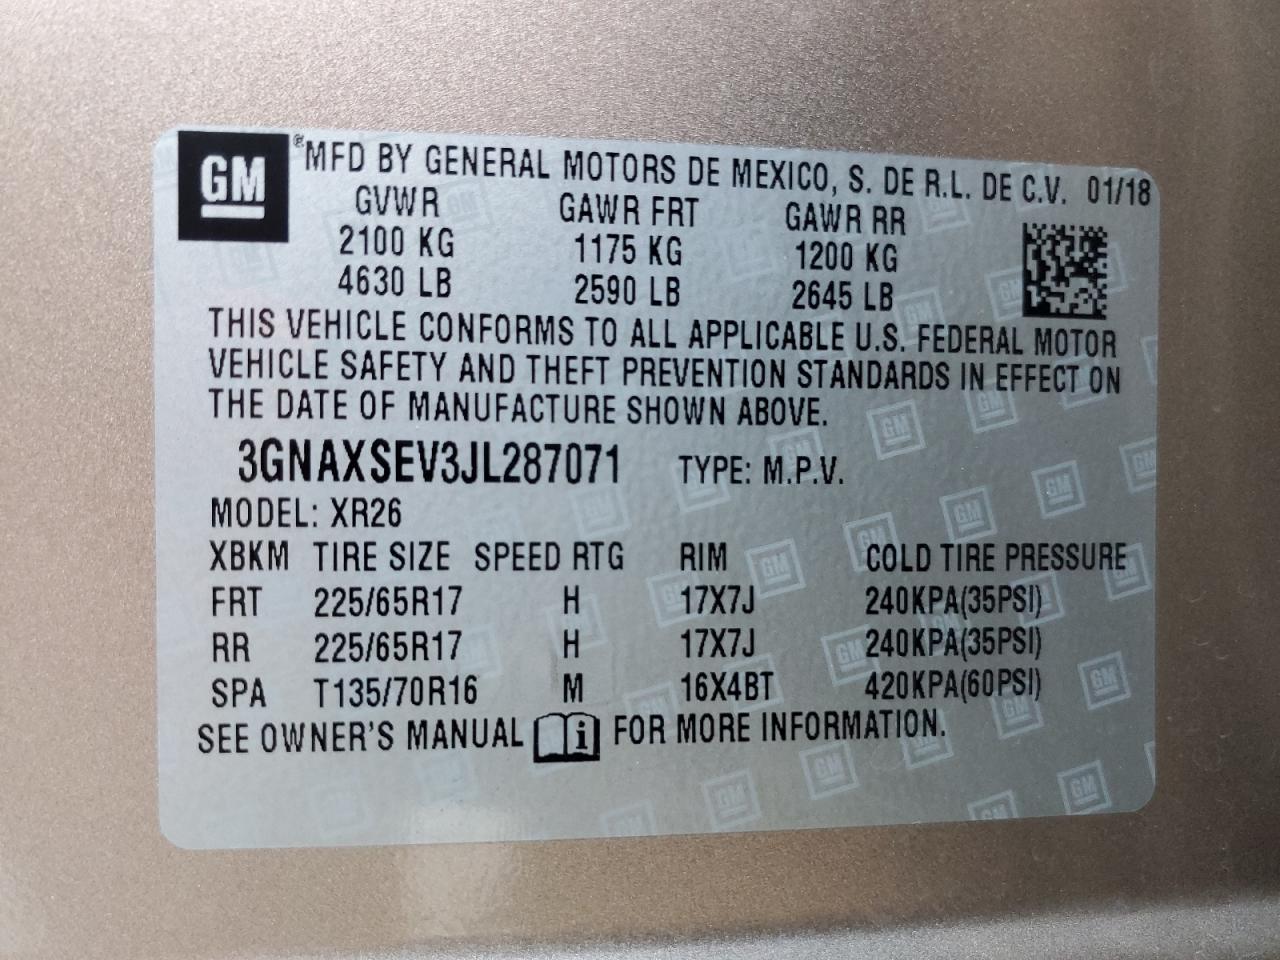 GM ® MFD BY GENERAL MOTORS DE MEXICO, S. DE R.L. DE C.V. 01/18
GVWR GAWR FRT GAWR RR
2100 KG 1175 KG 1200 KG
4630 LB 2590 LB 2645 LB
THIS VEHICLE CONFORMS TO ALL APPLICABLE U.S. FEDERAL MOTOR
VEHICLE SAFETY AND THEFT PREVENTION STANDARDS IN EFFECT ON
THE DATE OF MANUFACTURE SHOWN ABOVE.
3GNAXSEV3JL287071 TYPE: M.P.V.
MODEL: XR26
XBKM TIRE SIZE SPEED RTG RIM COLD TIRE PRESSURE
FRT 225/65R17 H 17X7J 240KPA(35PSI)
RR 225/65R17 H 17X7J 240KPA(35PSI)
SPA T135/70R16 M 16X4BT 420KPA(60PSI)
SEE OWNER'S MANUAL i FOR MORE INFORMATION.